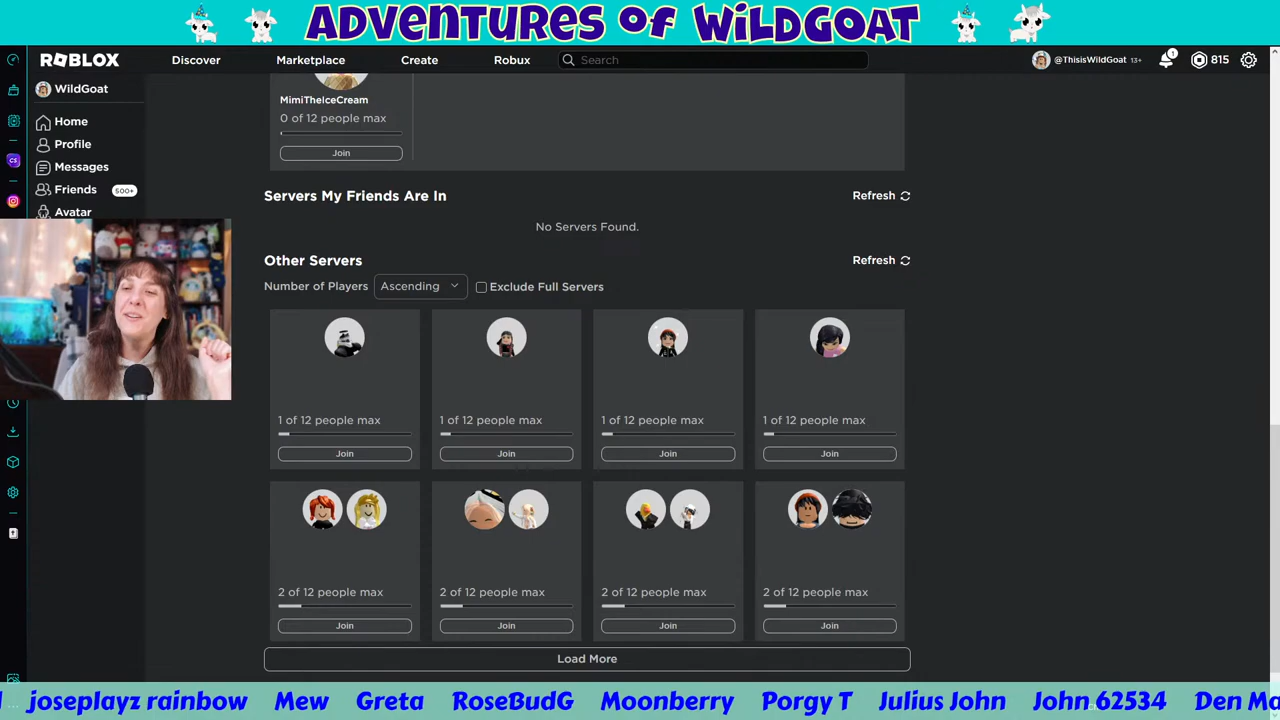 ADVENTURES OF WiLDGOAT
ROBLOX
Discover
Marketplace
Create
Robux
Search
@ThisisWildGoat 13+
1
815
WildGoat
Home
Profile
Messages
Friends
500+
Avatar
MimiTheIceCream
0 of 12 people max
Join
Servers My Friends Are In
Refresh
No Servers Found.
Other Servers
Refresh
Number of Players
Ascending
Exclude Full Servers
1 of 12 people max
1 of 12 people max
1 of 12 people max
1 of 12 people max
Join
Join
Join
Join
2 of 12 people max
2 of 12 people max
2 of 12 people max
2 of 12 people max
Join
Join
Join
Join
Load More
joseplayz rainbow Mew Greta RoseBudG Moonberry Porgy T Julius John John 62534 Den